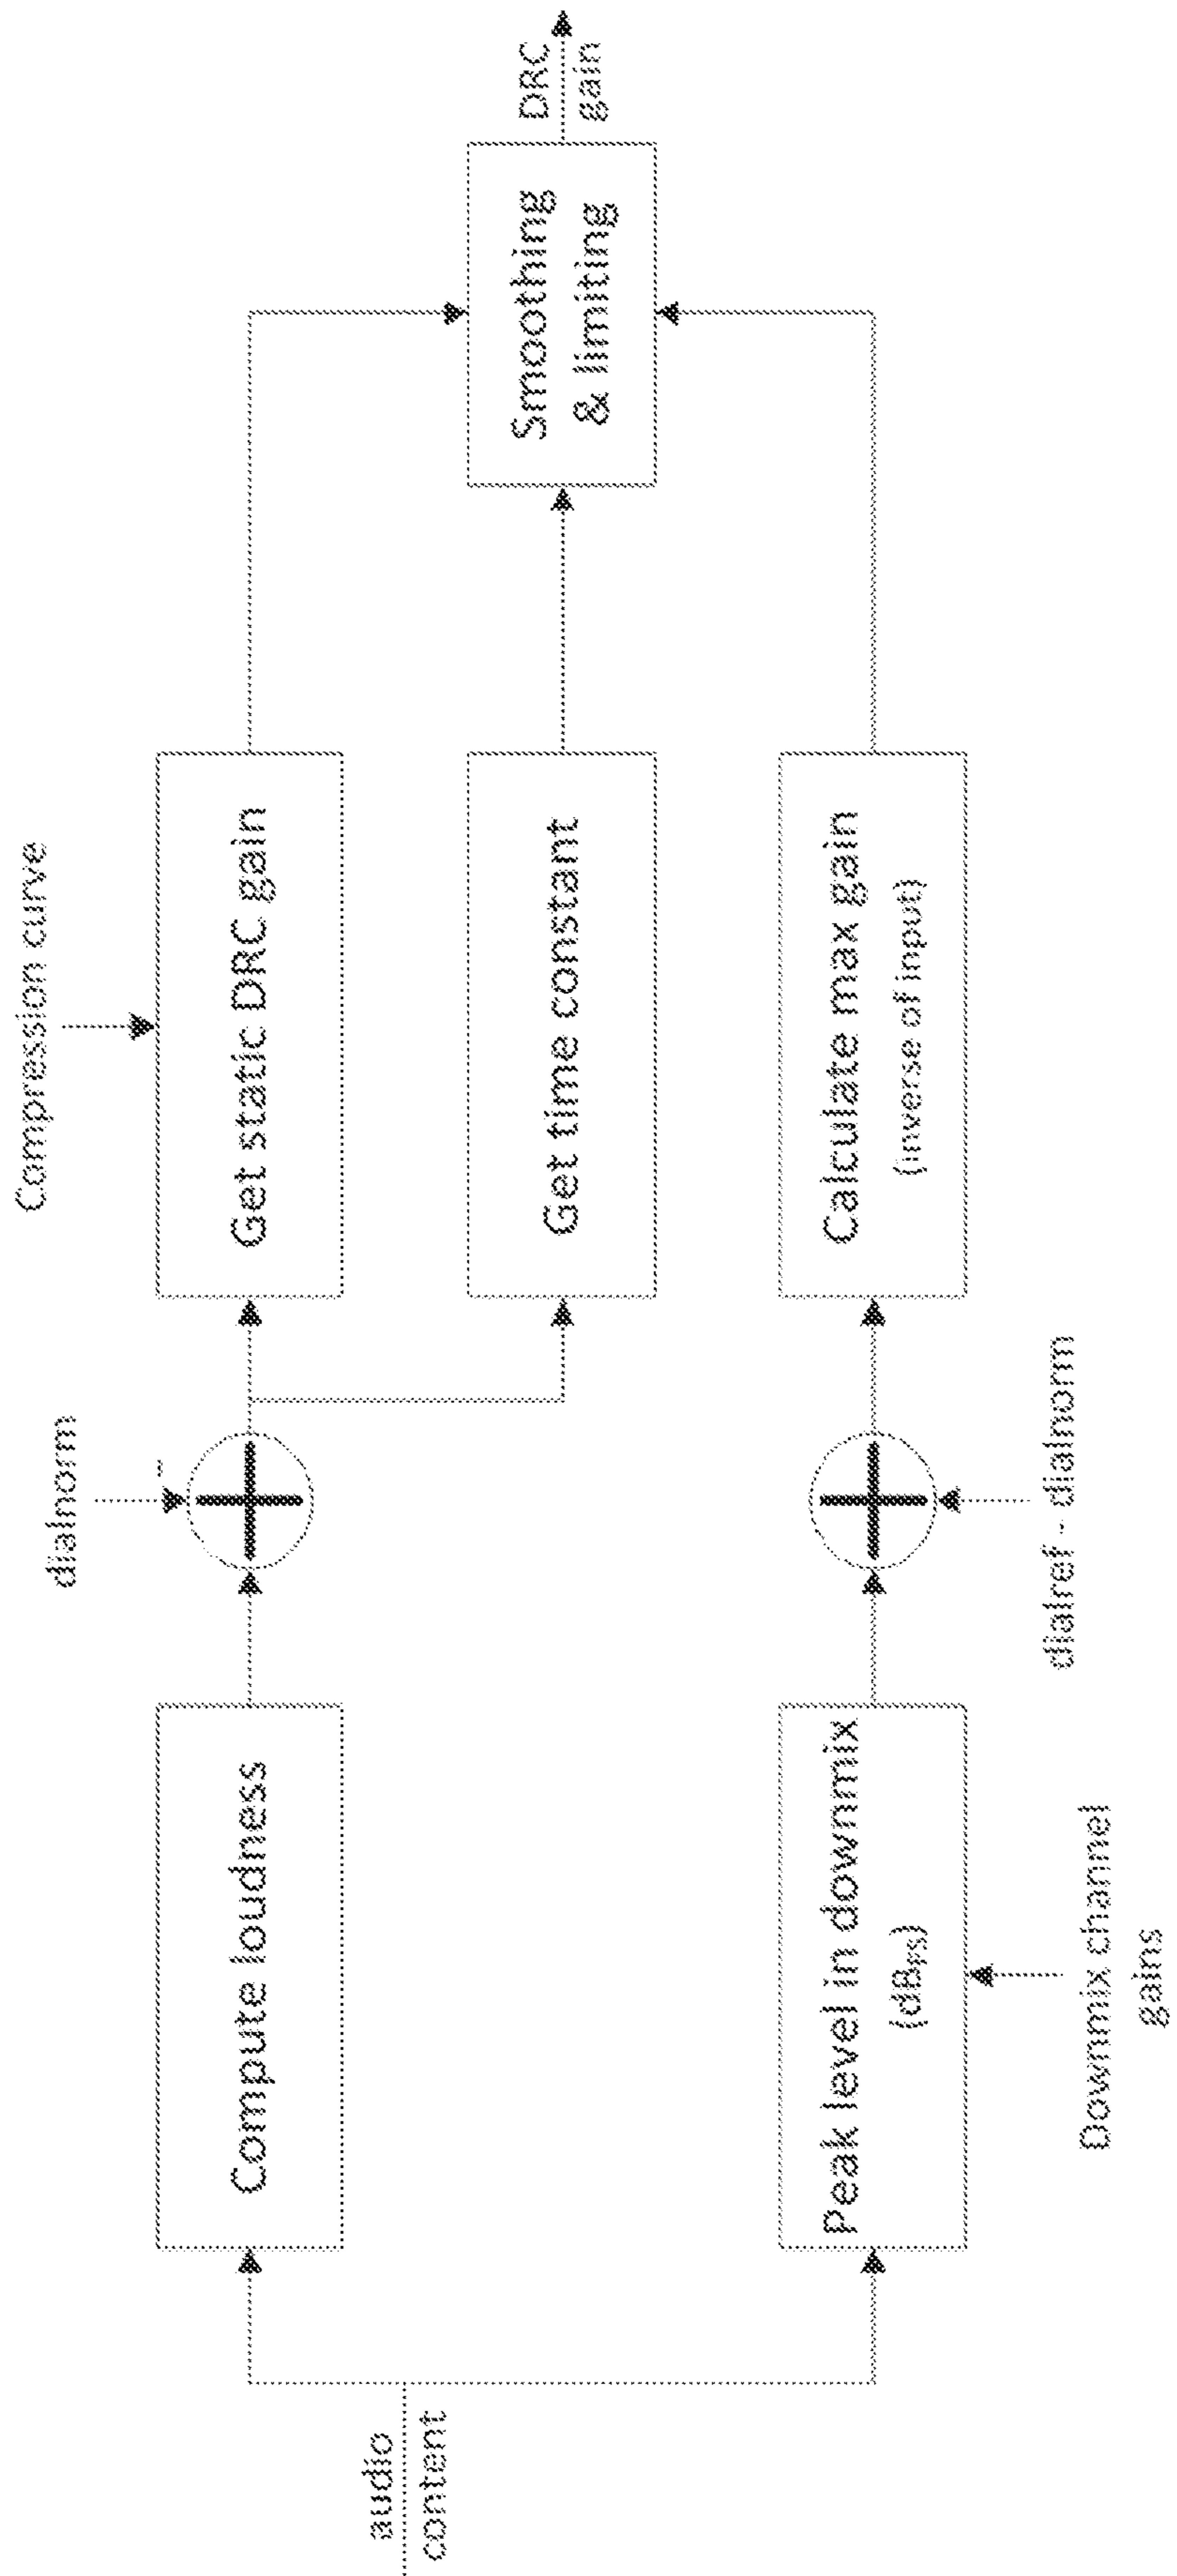 audio
content
Compute loudness
Peak level in downmix
(dBFS)
Downmix channel
gains
dialnorm
-
dialref - dialnorm
Compression curve
Get static DRC gain
Get time constant
Calculate max gain
(inverse of input)
Smoothing
& limiting
DRC
gain